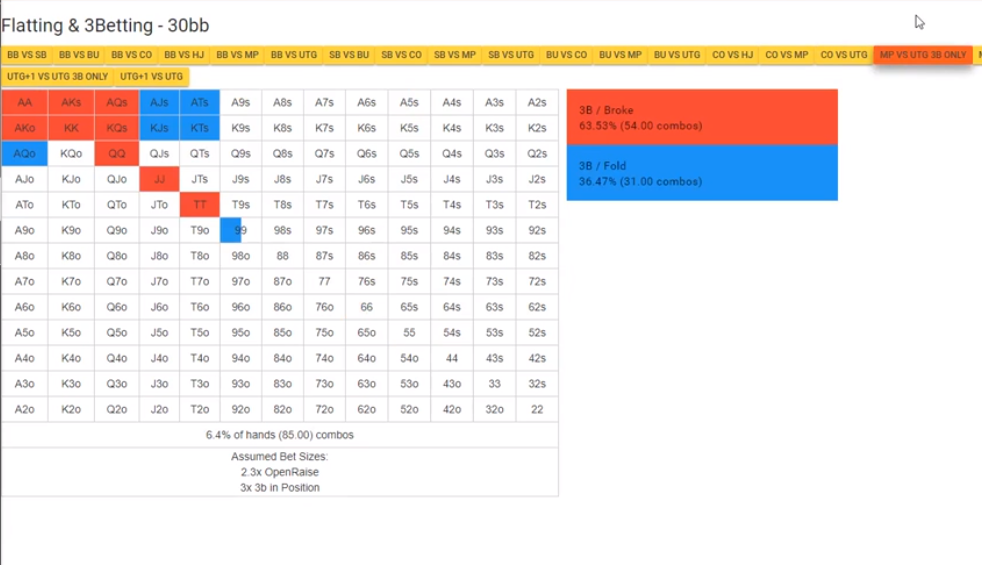 Flatting & 3Betting - 30bb
BB VS SB BB VS BU BB VS CO BB VS HJ BB VS MP BB VS UTG SB VS BU SB VS CO SB VS MP SB VS UTG BU VS CO BU VS MP BU VS UTG CO VS HJ CO VS MP CO VS UTG MP VS UTG 3B ONLY
UTG+1 VS UTG 3B ONLY UTG+1 VS UTG
AA AKs AQs AJs ATs A9s A8s A7s A6s A5s A4s A3s A2s
AKo KK KQs KJs KTs K9s K8s K7s K6s K5s K4s K3s K2s
AQo KQo QQ QJs QTs Q9s Q8s Q7s Q6s Q5s Q4s Q3s Q2s
AJo KJo QJo JJ JTs J9s J8s J7s J6s J5s J4s J3s J2s
ATo KTo QTo JTo TT T9s T8s T7s T6s T5s T4s T3s T2s
A9o K9o Q9o J9o T9o 99 98s 97s 96s 95s 94s 93s 92s
A8o K8o Q8o J8o T8o 98o 88 87s 86s 85s 84s 83s 82s
A7o K7o Q7o J7o T7o 97o 87o 77 76s 75s 74s 73s 72s
A6o K6o Q6o J6o T6o 96o 86o 76o 66 65s 64s 63s 62s
A5o K5o Q5o J5o T5o 95o 85o 75o 65o 55 54s 53s 52s
A4o K4o Q4o J4o T4o 94o 84o 74o 64o 54o 44 43s 42s
A3o K3o Q3o J3o T3o 93o 83o 73o 63o 53o 43o 33 32s
A2o K2o Q2o J2o T2o 92o 82o 72o 62o 52o 42o 32o 22
6.4% of hands (85.00) combos
Assumed Bet Sizes:
2.3x OpenRaise
3x 3b in Position
3B / Broke
63.53% (54.00 combos)
3B / Fold
36.47% (31.00 combos)